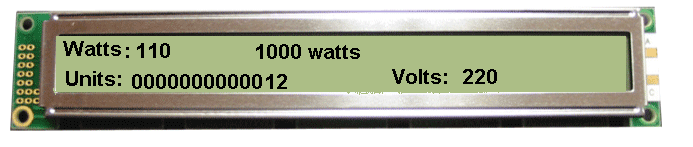 Watts: 110 1000 watts
Units: 0000000000012 Volts: 220
A
C